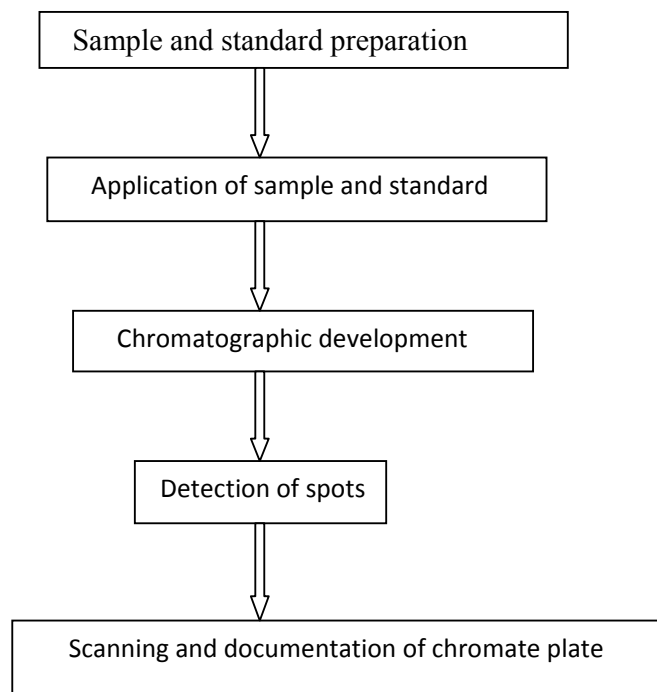 Sample and standard preparation
Application of sample and standard
Chromatographic development
Detection of spots
Scanning and documentation of chromate plate